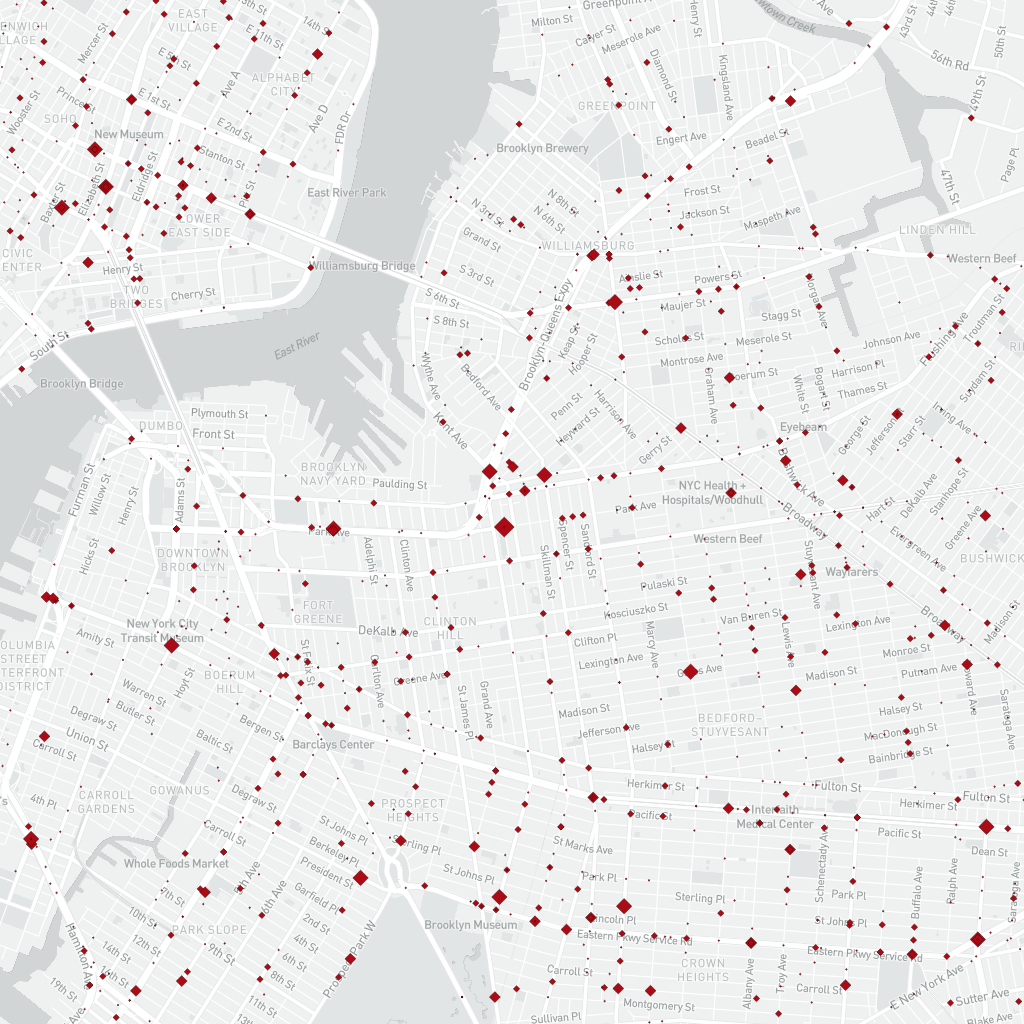 EAST
VILLAGE
14th S
E 11th St
E 5th St
Mercer St
ALPHABET
CITY
Ave A
Ave D
FDR Dr
Wooster St
Prince St
E 1st St
E 2nd St
SOHO
New Museum
Stanton St
Eldridge St
Elizabeth St
Baxter St
Pitt St
East River Park
LOWER
EAST SIDE
Henry St
TWO
BRIDGES
Cherry St
Williamsburg Bridge
South St
East River
Brooklyn Bridge
Milton St
Greenpoint
Calyer St
Meserole Ave
Henry St
Diamond St
Kingsland Ave
GREENPOINT
Engert Ave
Beadel St
Brooklyn Brewery
Frost St
Jackson St
Maspeth Ave
43rd St
56th Rd
50th St
49th St
Page Pl
47th St
LINDEN HILL
Western Beef
N 8th St
N 6th St
N 3rd St
Grand St
WILLIAMSBURG
S 3rd St
S 6th St
S 8th St
Ainslie St
Powers St
Maujer St
Stagg St
Scholes St
Meserole St
Montrose Ave
Morgan Ave
Johnson Ave
Harrison Pl
Thames St
Flushing Ave
Troutman St
Suydam St
Irving Ave
Brooklyn-Queens Expy
Keap St
Hooper St
Wythe Ave
Bedford Ave
Kent Ave
Penn St
Heyward St
Harrison Ave
Graham Ave
Boerum St
White St
Bogart St
Eyebeam
George St
Jefferson St
Starr St
Gerry St
Plymouth St
Front St
DUMBO
BROOKLYN
NAVY YARD
Paulding St
Furman St
Willow St
Henry St
Adams St
Hicks St
Park Ave
NYC Health +
Hospitals/Woodhull
Park Ave
Bushwick Ave
Broadway
Hart St
DeKalb Ave
Stanhope St
Greene Ave
Evergreen Ave
BUSHWICK
Western Beef
Wayfarers
Stuyvesant Ave
DOWNTOWN
BROOKLYN
Adelphi St
Clinton Ave
Skillman St
Spencer St
Sandford St
Pulaski St
Kosciuszko St
Van Buren St
Lexington Ave
Broadway
Madison St
FORT
GREENE
CLINTON
HILL
DeKalb Ave
New York City
Transit Museum
Amity St
Hoyt St
BOERUM
HILL
St Felix St
Carlton Ave
Greene Ave
St James Pl
Grand Ave
Clifton Pl
Lexington Ave
Marcy Ave
Gates Ave
Lewis Ave
Madison St
Monroe St
Putnam Ave
Howard Ave
Saratoga Ave
Warren St
Butler St
Degraw St
Union St
Carroll St
Baltic St
Bergen St
Barclays Center
Madison St
Jefferson Ave
Halsey St
BEDFORD-
STUYVESANT
Halsey St
MacDonough St
Bainbridge St
GOWANUS
4th Pl
CARROLL
GARDENS
Degraw St
PROSPECT
HEIGHTS
Herkimer St
Pacific St
Fulton St
Herkimer St
Fulton St
Interfaith
Medical Center
Pacific St
Dean St
Carroll St
St Johns Pl
Berkeley Pl
President St
Sterling Pl
St Johns Pl
St Marks Ave
Park Pl
Schenectady Ave
Park Pl
Buffalo Ave
Ralph Ave
Saratoga Ave
Whole Foods Market
7th St
6th Ave
Garfield Pl
2nd St
4th St
6th St
8th St
9th St
11th St
10th St
12th St
14th St
PARK SLOPE
Prospect Park W
Brooklyn Museum
Lincoln Pl
Sterling Pl
St Johns Pl
Eastern Pkwy Service Rd
Eastern Pkwy Service Rd
CROWN
HEIGHTS
Carroll St
Montgomery St
Sullivan Pl
Albany Ave
Troy Ave
Carroll St
E New York Ave
Sutter Ave
Blake Ave
Hamilton Ave
19th St